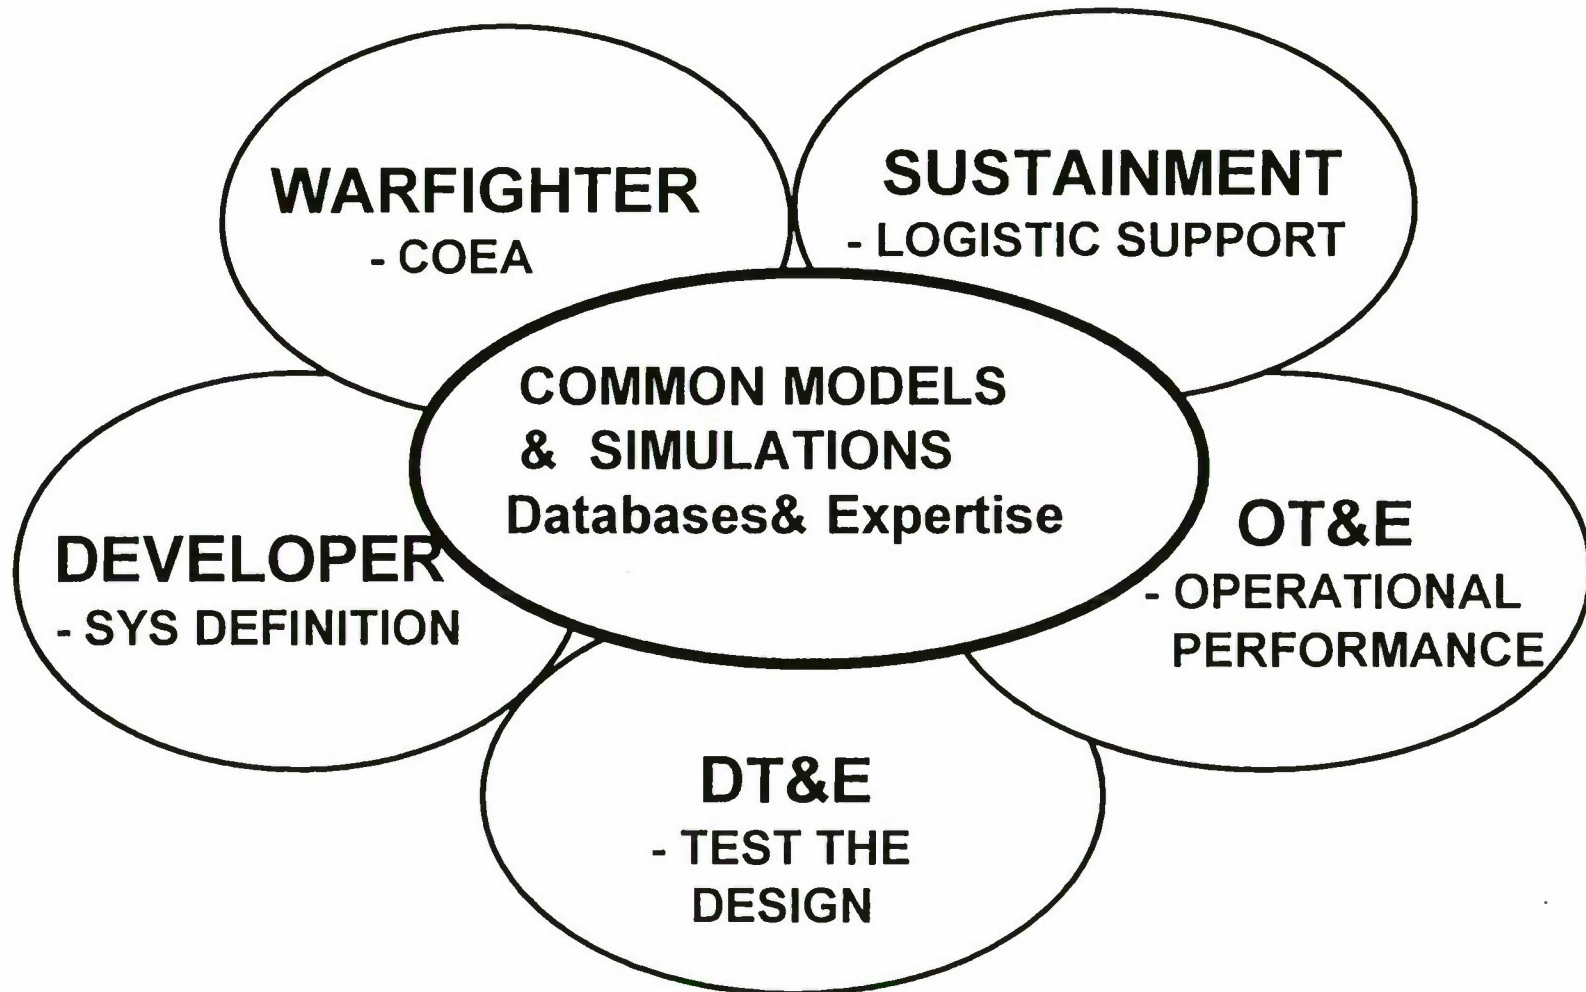 WARFIGHTER
- COEA
SUSTAINMENT
- LOGISTIC SUPPORT
COMMON MODELS
& SIMULATIONS
Databases& Expertise
DEVELOPER
- SYS DEFINITION
OT&E
- OPERATIONAL
PERFORMANCE
DT&E
- TEST THE
DESIGN